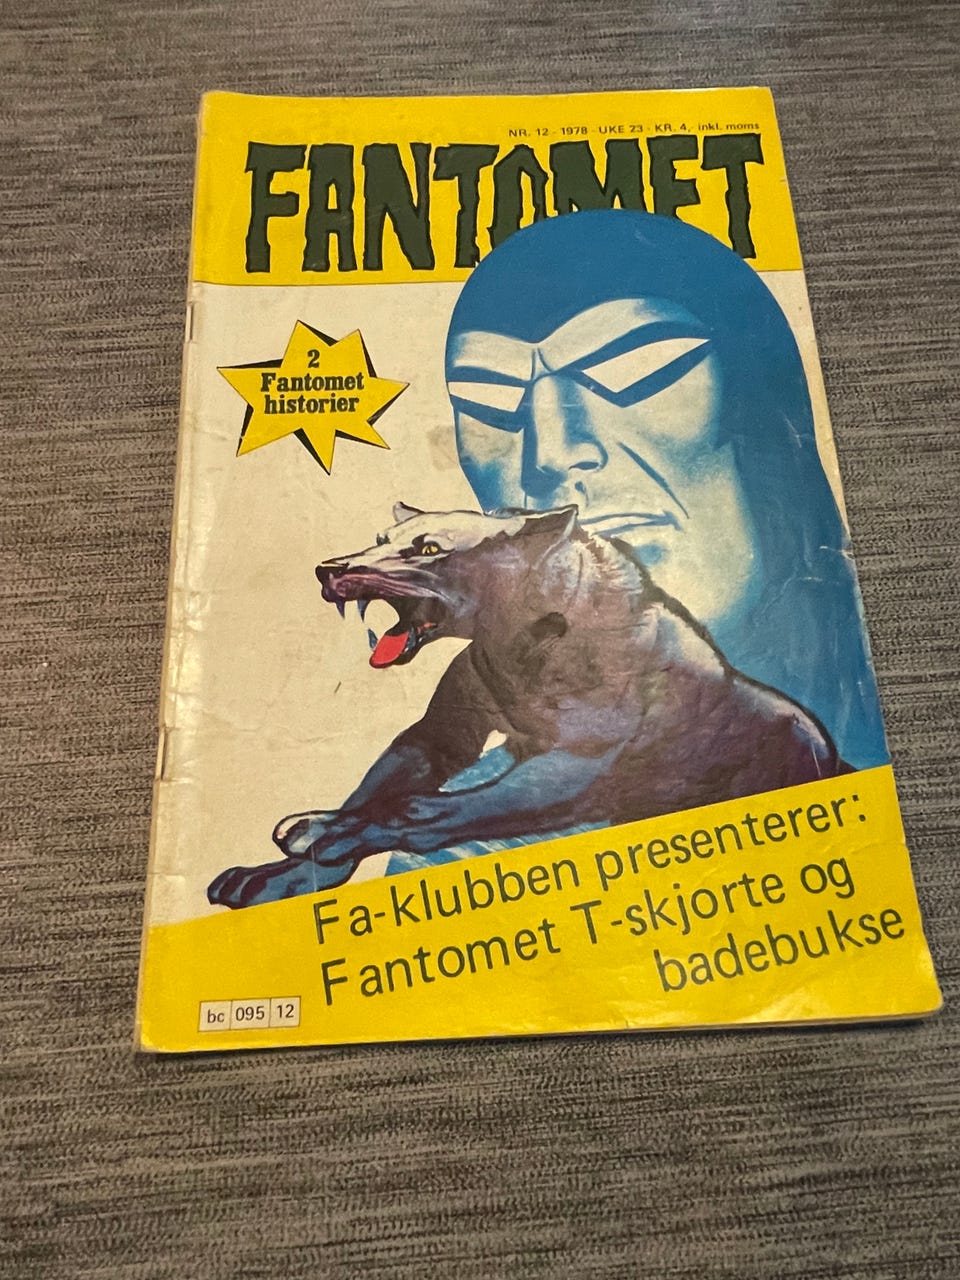 NR. 12 - 1978 - UKE 23 - KR. 4,- inkl. moms
FANTOMET
2
Fantomet
historier
Fa-klubben presenterer:
Fantomet T-skjorte og
badebukse
bc 095 12